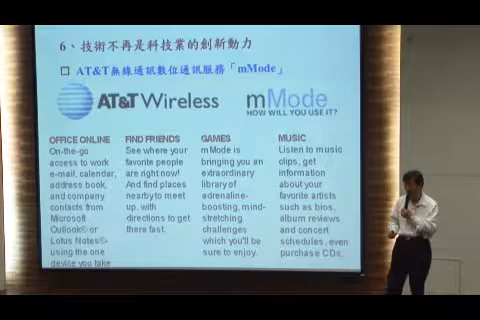 6、技術不再是科技業的創新動力
□ AT&T無線通訊數位通訊服務「mMode」
AT&T Wireless
mMode
HOW WILL YOU USE IT?
OFFICE ONLINE
On-the-go
access to work
e-mail, calendar,
address book,
and company
contacts from
Microsoft
Outlook® or
Lotus Notes®-
using the one
device you take
FIND FRIENDS
See where your
favorite people
are right now!
And find places
nearby to meet
up, with
directions to get
there fast.
GAMES
mMode is
bringing you an
extraordinary
library of
adrenaline-
boosting, mind-
stretching
challenges
which you'll be
sure to enjoy.
MUSIC
Listen to music
clips, get
information
about your
favorite artists
such as bios,
album reviews
and concert
schedules, even
purchase CDs.